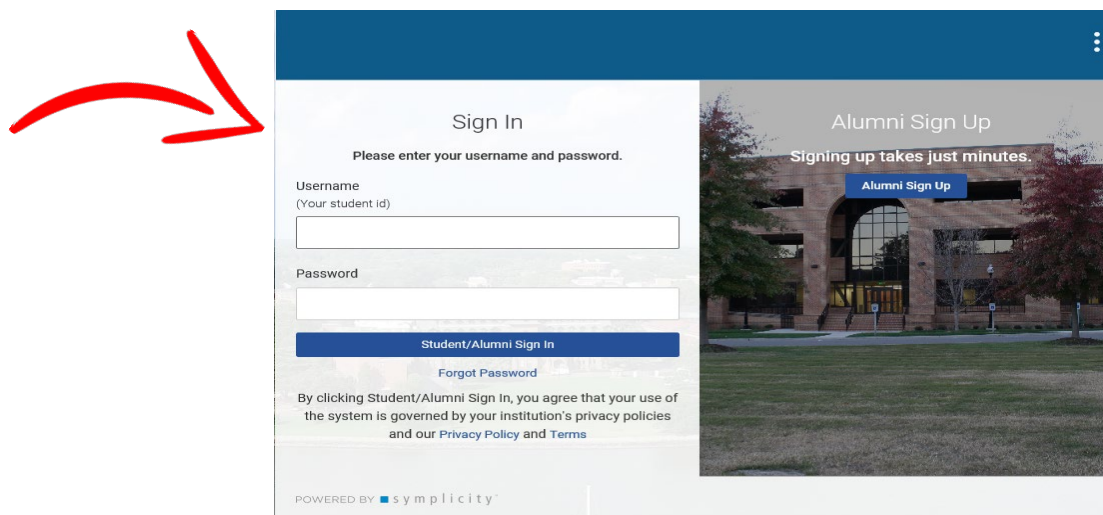 Sign In
Please enter your username and password.
Username
(Your student id)
Password
Student/Alumni Sign In
Forgot Password
By clicking Student/Alumni Sign In, you agree that your use of
the system is governed by your institution's privacy policies
and our Privacy Policy and Terms
POWERED BY symplicity
Alumni Sign Up
Signing up takes just minutes.
Alumni Sign Up